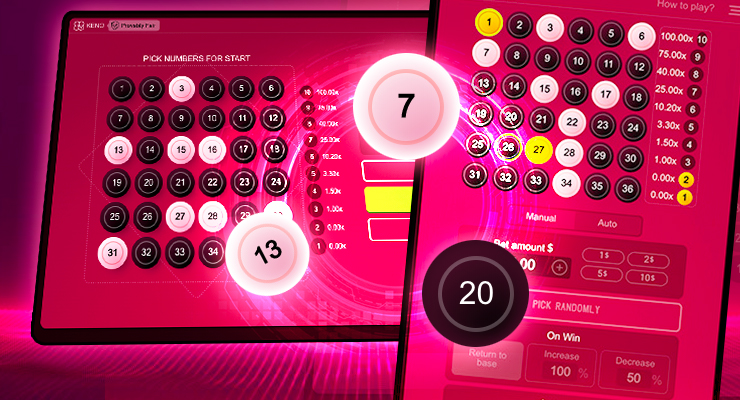 KENO Provably Fair
PICK NUMBERS FOR START
1 2 3 4 5 6
7 8 9 10 11 12
13 14 15 16 17 18
19 20 21 22 23 24
25 26 27 28 29
31 32 33 34
10 100.00x
9 75.00x
8 40.00x
7 25.00x
6 10.20x
5 3.30x
4 1.50x
3 1.00x
2 0.00x
1 0.00x
7
13
20
How to play?
1 2 3 4 5 6
7 8 9 10 11 12
13 14 15 16 17 18
19 20 21 22 23 24
25 26 27 28 29 30
31 32 33 34 35 36
100.00x 10
75.00x 9
40.00x 8
25.00x 7
10.20x 6
3.30x 5
1.50x 4
1.00x 3
0.00x 2
0.00x 1
Manual Auto
Bet amount $
.00 +
1$ 2$
5$ 10$
PICK RANDOMLY
On Win
Return to base
Increase
100 %
Decrease
50 %